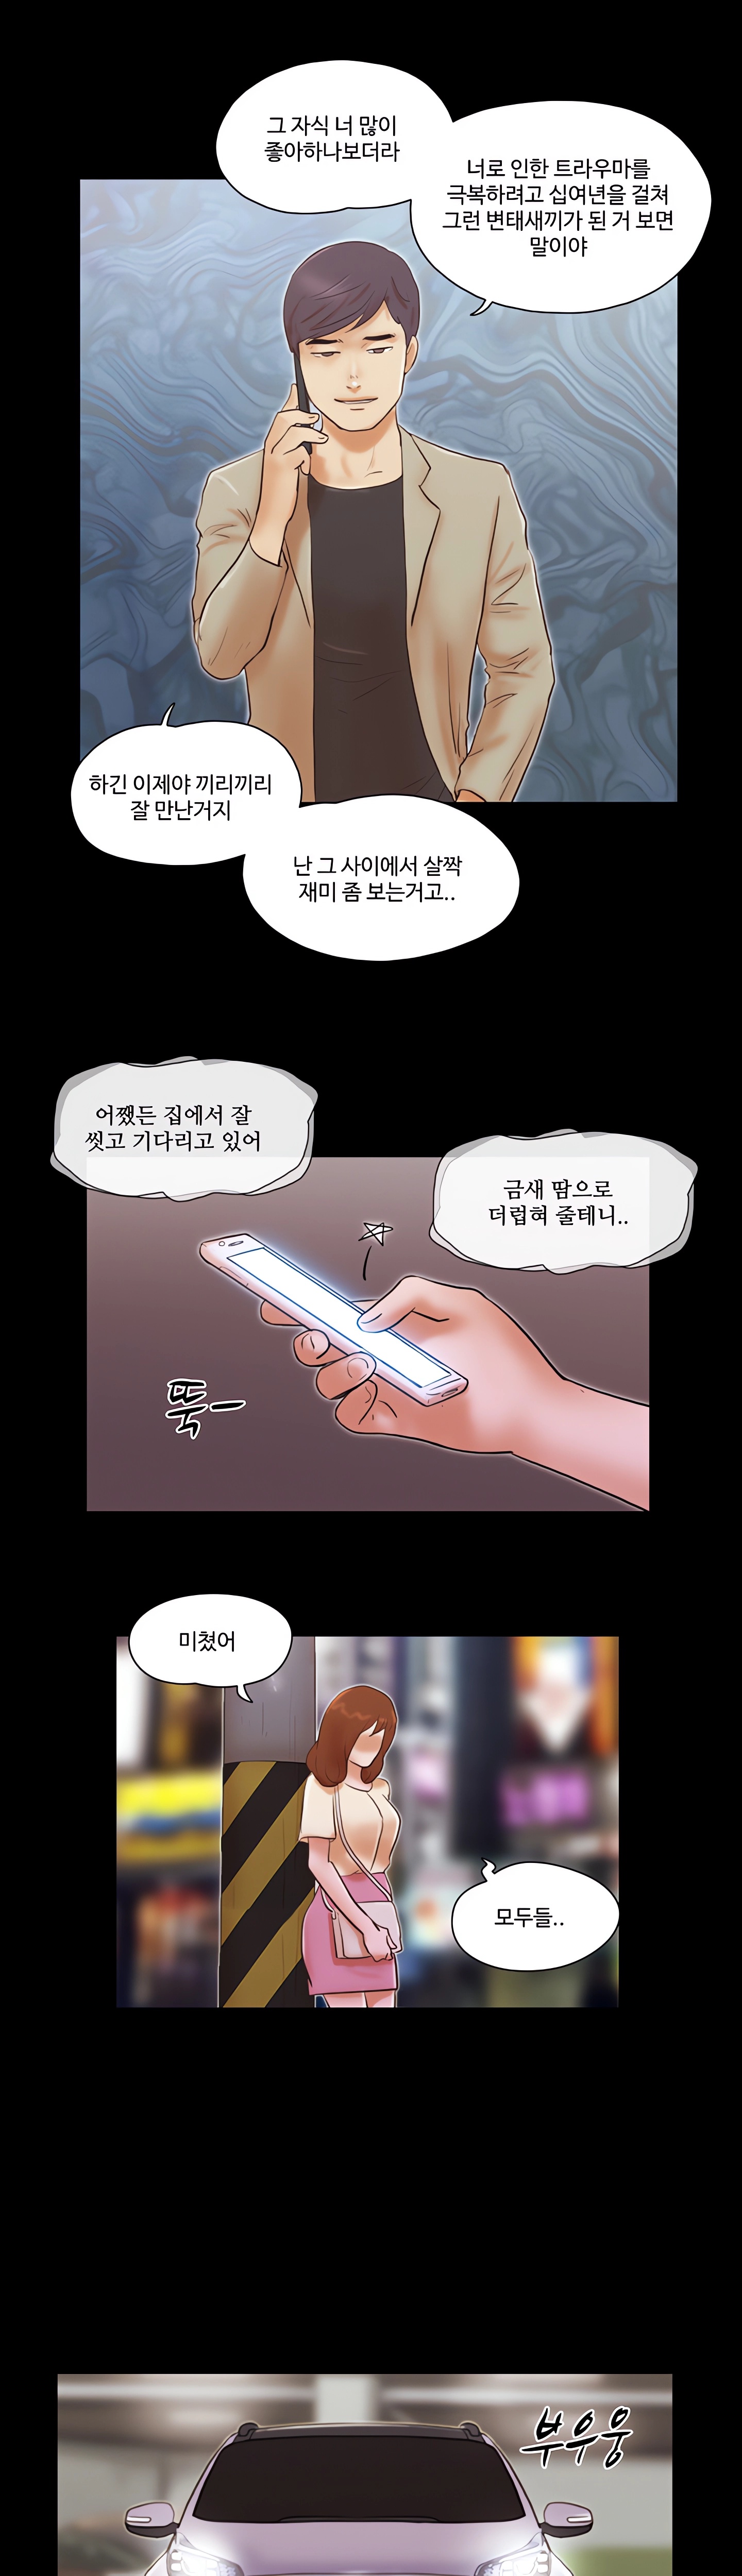 그 자식 너 많이
좋아하나보더라
너로 인한 트라우마를
극복하려고 십여년을 걸쳐
그런 변태새끼가 된 거 보면
말이야
하긴 이제야 끼리끼리
잘 만난거지
난 그 사이에서 살짝
재미 좀 보는거고..
어쨌든 집에서 잘
씻고 기다리고 있어
금새 땀으로
더럽혀 줄테니..
뚝ㅡ
미쳤어
모두들..
부우웅